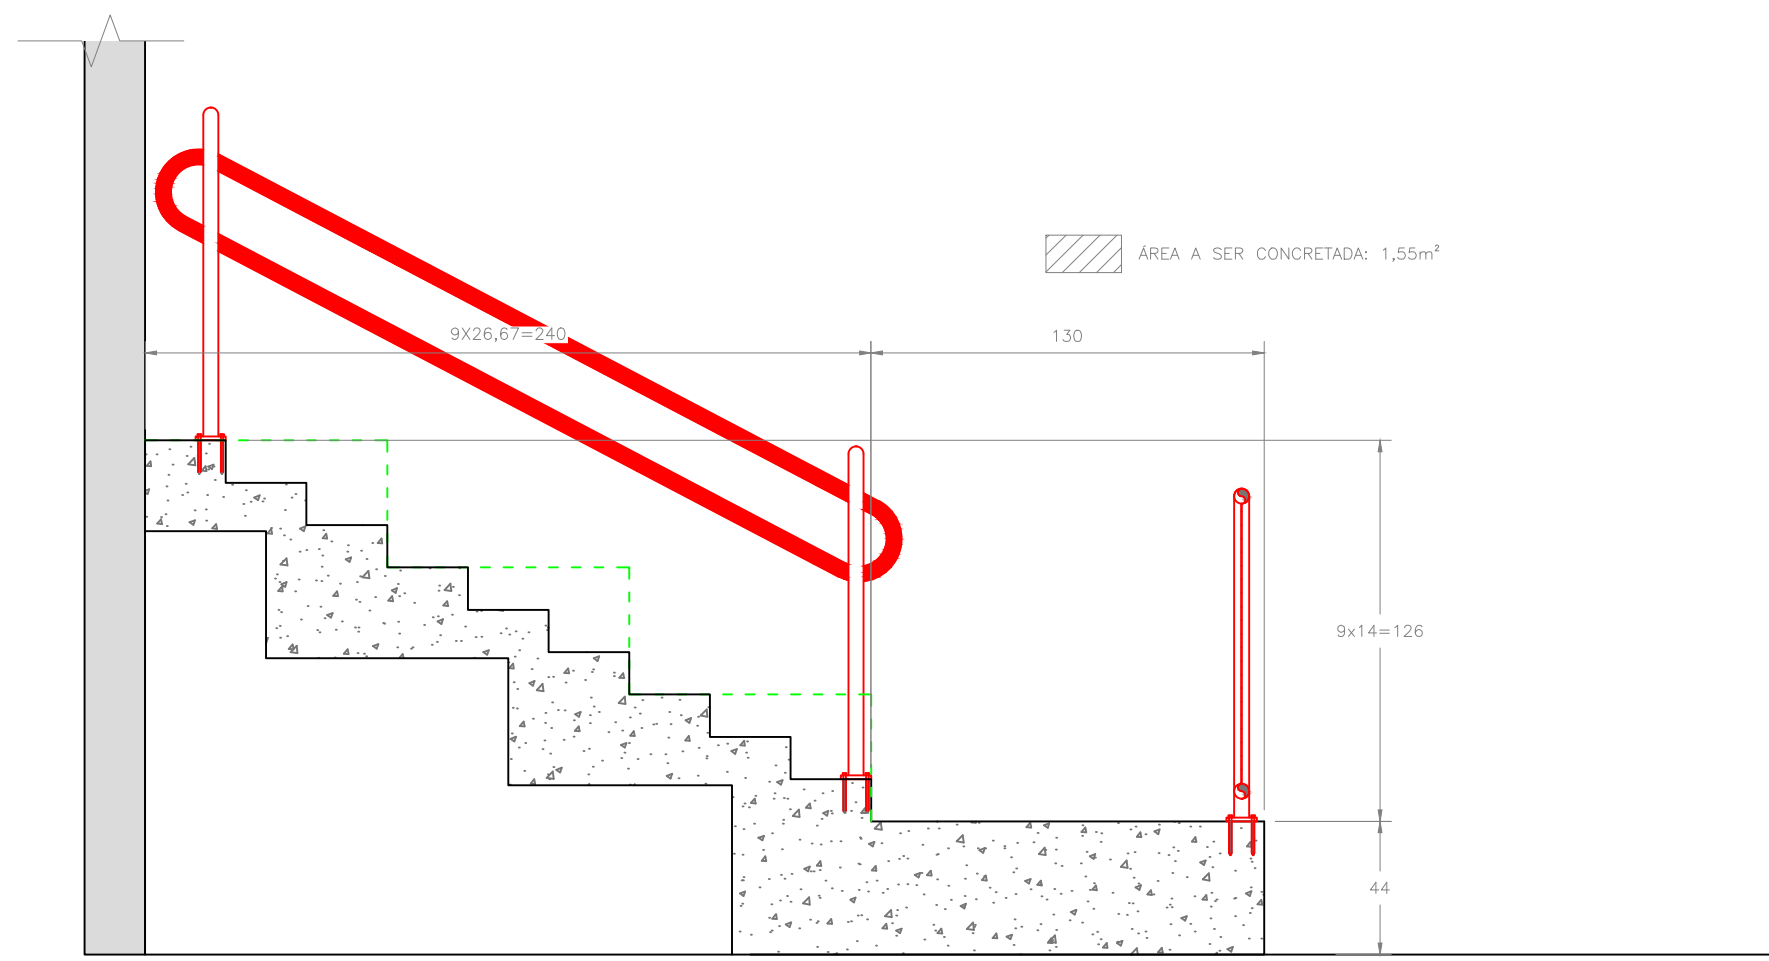 ÁREA A SER CONCRETADA: 1,55m²
9X26,67=240
130
9x14=126
44